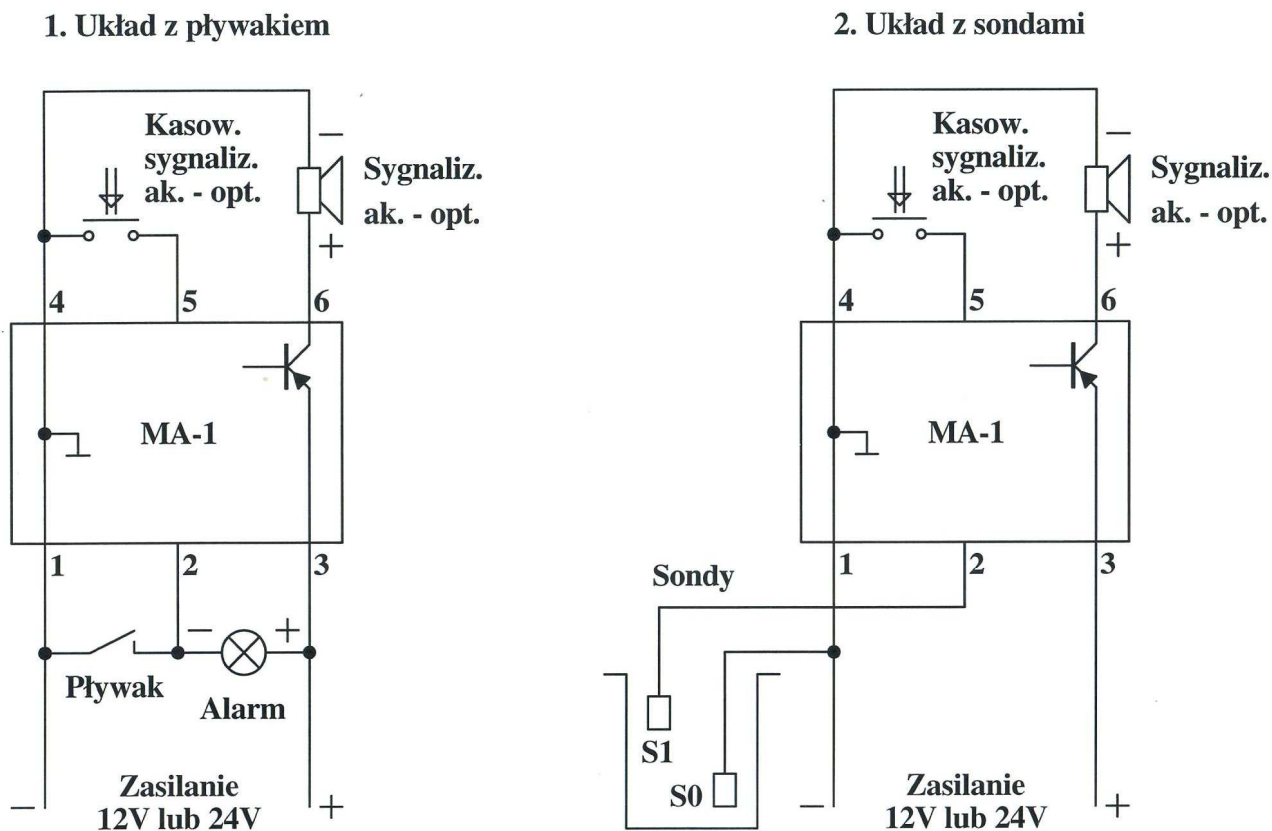 1. Układ z pływakiem
Kasow.
sygnaliz.
ak. - opt.
−
Sygnaliz.
ak. - opt.
+
4
5
6
MA-1
1
2
3
− +
Pływak
Alarm
Zasilanie
− 12V lub 24V +
2. Układ z sondami
Kasow.
sygnaliz.
ak. - opt.
−
Sygnaliz.
ak. - opt.
+
4
5
6
MA-1
1
2
3
Sondy
S1
S0
Zasilanie
− 12V lub 24V +